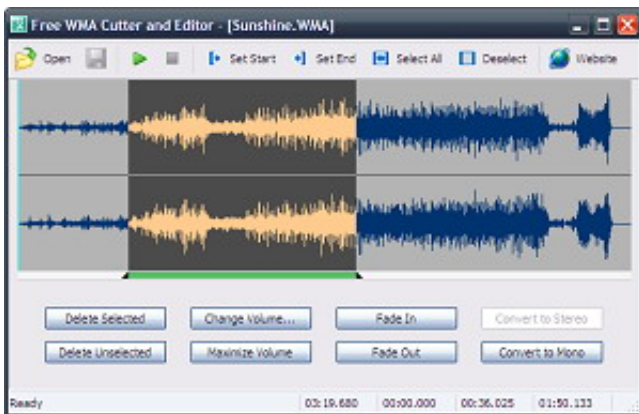 Free WMA Cutter and Editor - [Sunshine.WMA]
Open Set Start Set End Select All Deselect Website
Delete Selected Change Volume... Fade In Convert to Stereo
Delete Unselected Maximize Volume Fade Out Convert to Mono
Ready 03:19.680 00:00.000 00:36.025 01:50.133